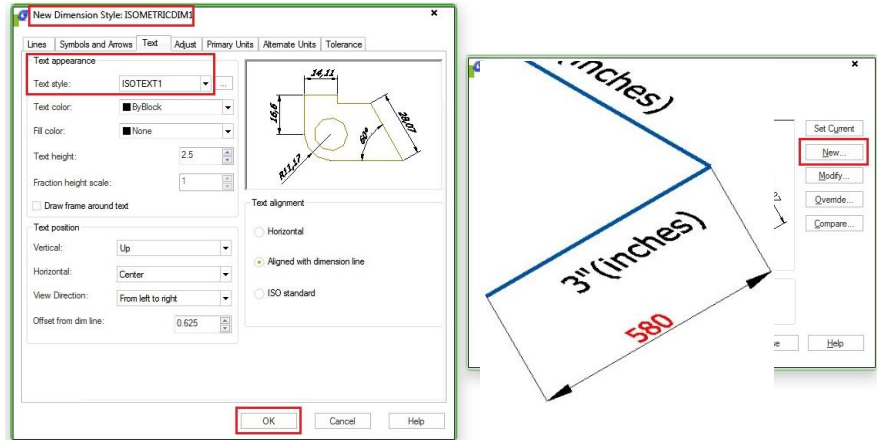 New Dimension Style: ISOMETRICDIM1
Lines Symbols and Arrows Text Adjust Primary Units Alternate Units Tolerance
Text appearance
Text style: ISOTEXT1 ...
Text color: ByBlock
Fill color: None
Text height: 2.5
Fraction height scale: 1
Draw frame around text
Text position
Vertical: Up
Horizontal: Center
View Direction: From left to right
Offset from dim line: 0.625
14,11
16,6
28,07
60°
R11,17
Text alignment
Horizontal
Aligned with dimension line
ISO standard
OK Cancel Help
(inches)
3"(inches)
580
Set Current
New...
Modify...
Override...
Compare...
Help